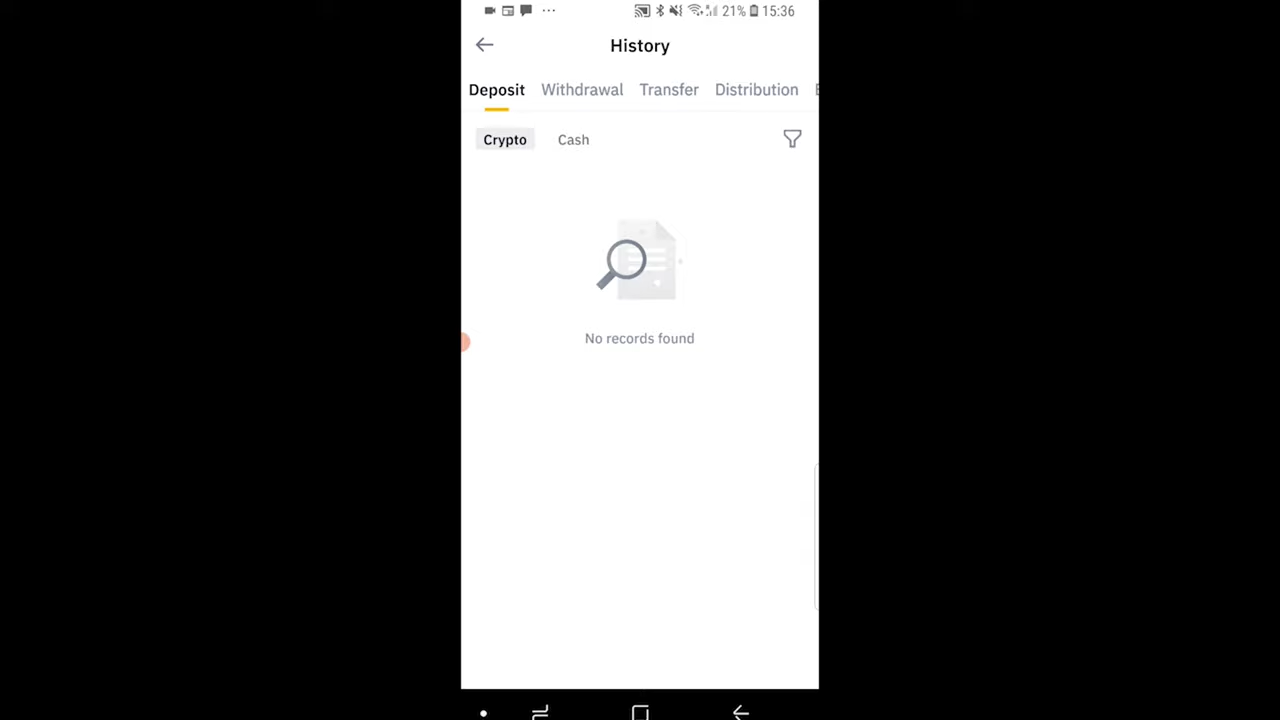 21% 15:36
History
Deposit Withdrawal Transfer Distribution
Crypto Cash
No records found